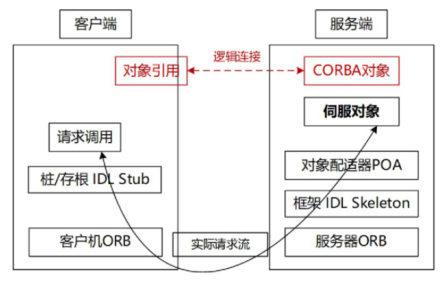 客户端
服务端
逻辑连接
对象引用
CORBA对象
伺服对象
请求调用
对象配适器POA
桩/存根 IDL Stub
框架 IDL Skeleton
客户机ORB
实际请求流
服务器ORB